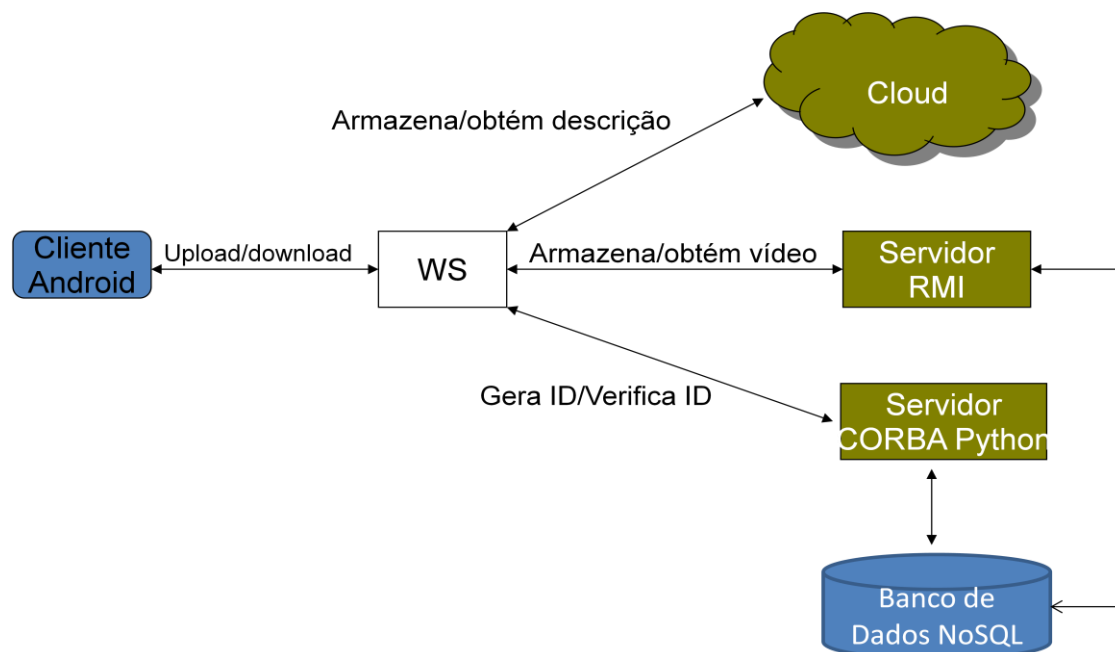 Cloud
Armazena/obtém descrição
Cliente
Android
Upload/download
WS
Armazena/obtém vídeo
Servidor
RMI
Gera ID/Verifica ID
Servidor
CORBA Python
Banco de
Dados NoSQL